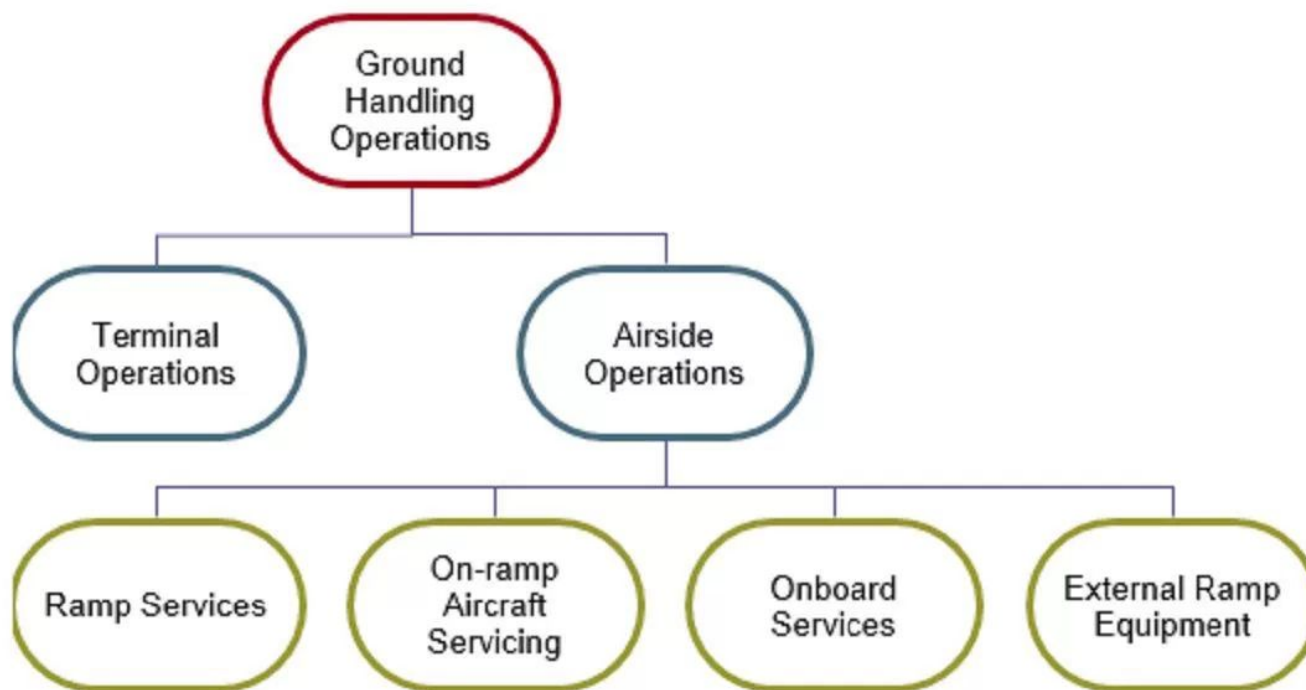 Ground
Handling
Operations
Terminal
Operations
Airside
Operations
Ramp Services
On-ramp
Aircraft
Servicing
Onboard
Services
External Ramp
Equipment